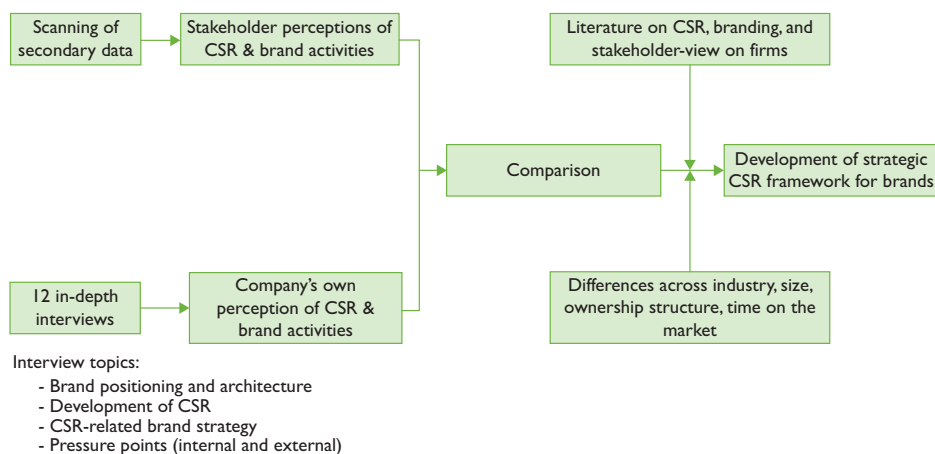 Scanning of
secondary data
Stakeholder perceptions of
CSR & brand activities
Literature on CSR, branding, and
stakeholder-view on firms
Comparison
Development of strategic
CSR framework for brands
12 in-depth
interviews
Company's own
perception of CSR &
brand activities
Differences across industry, size,
ownership structure, time on the
market
Interview topics:
- Brand positioning and architecture
- Development of CSR
- CSR-related brand strategy
- Pressure points (internal and external)